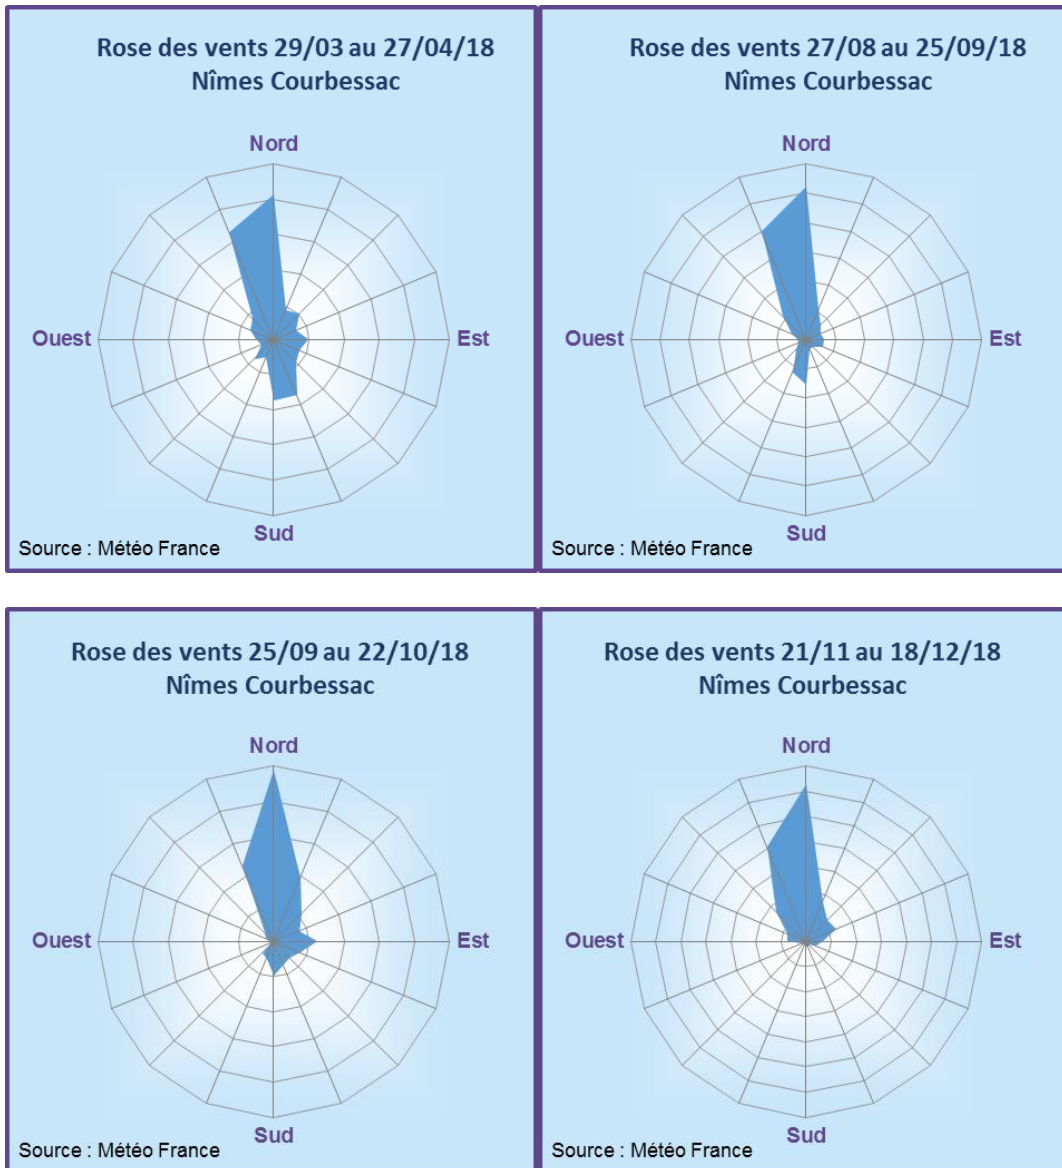 Rose des vents 29/03 au 27/04/18
Nîmes Courbessac
Nord
Ouest
Est
Sud
Source : Météo France
Rose des vents 27/08 au 25/09/18
Nîmes Courbessac
Nord
Ouest
Est
Sud
Source : Météo France
Rose des vents 25/09 au 22/10/18
Nîmes Courbessac
Nord
Ouest
Est
Sud
Source : Météo France
Rose des vents 21/11 au 18/12/18
Nîmes Courbessac
Nord
Ouest
Est
Sud
Source : Météo France